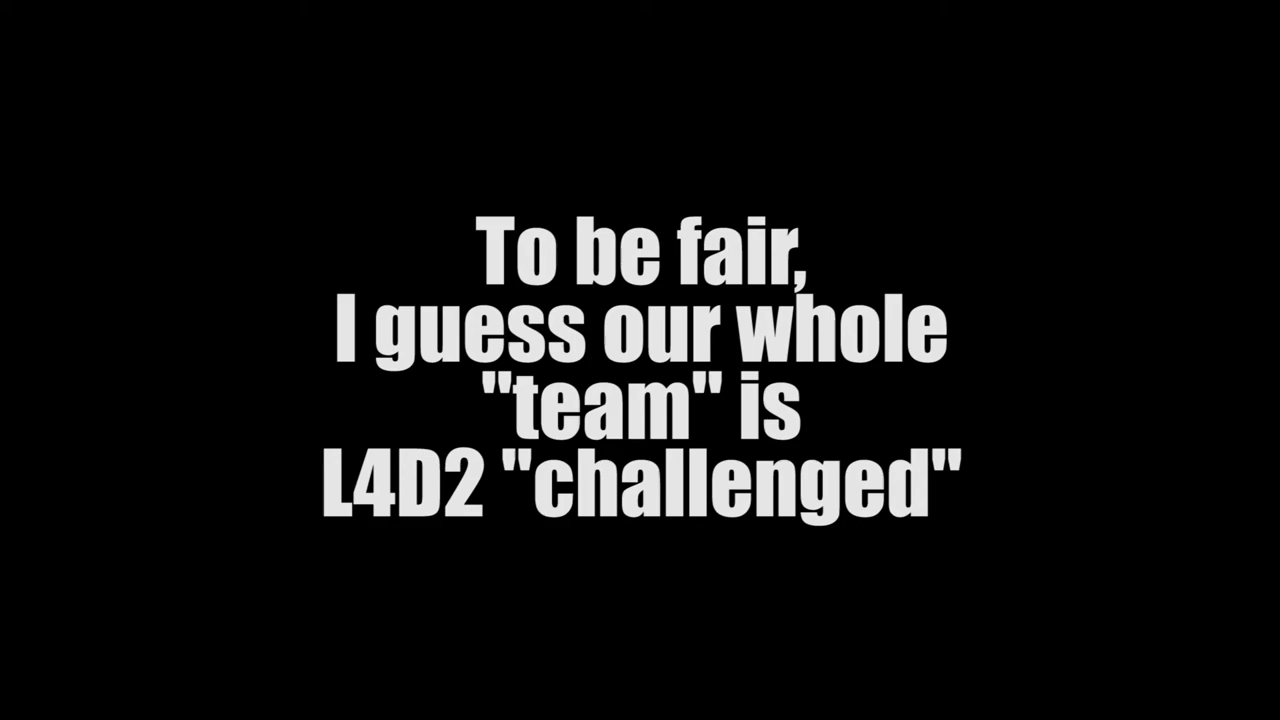 To be fair,
I guess our whole
"team" is
L4D2 "challenged"